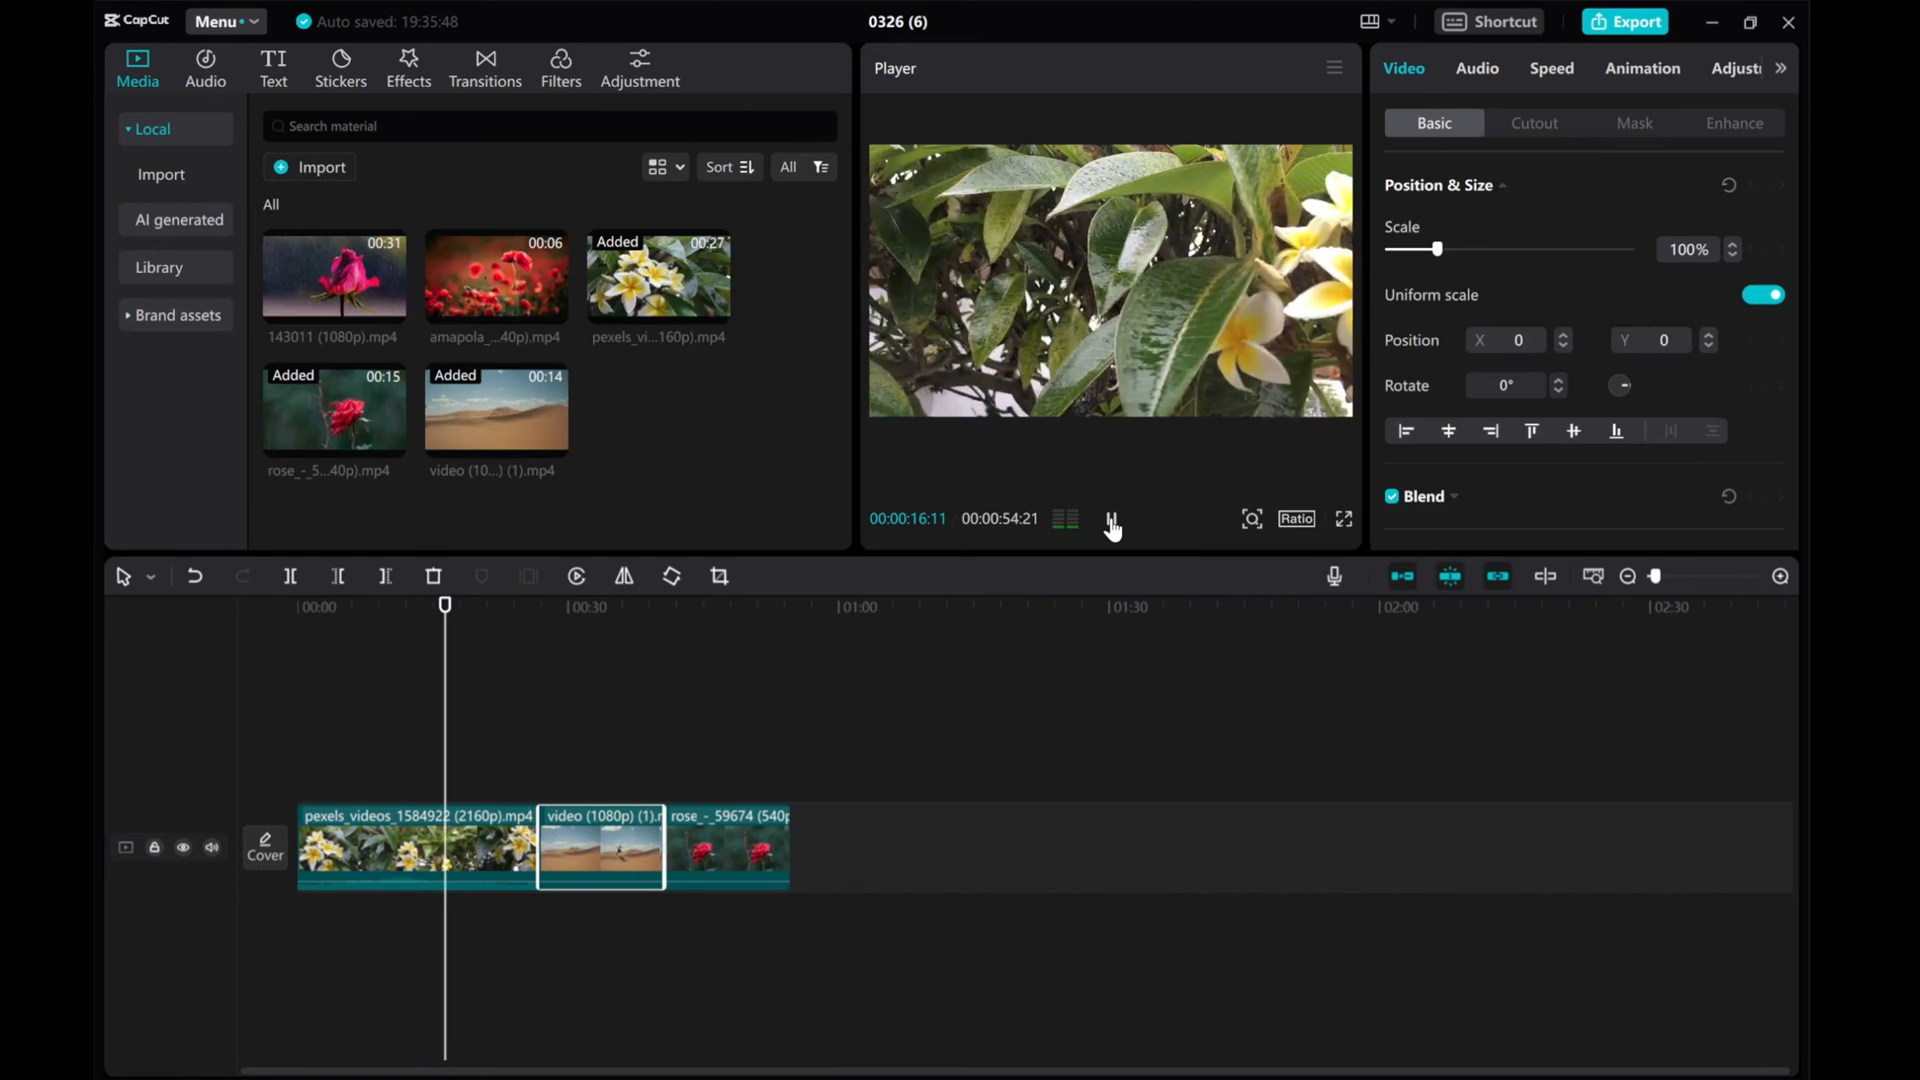 CapCut
Menu
Auto saved: 19:35:48
0326 (6)
Shortcut
Export
Media
Audio
Text
Stickers
Effects
Transitions
Filters
Adjustment
Local
Import
AI generated
Library
Brand assets
Search material
Import
Sort
All
All
00:31
143011 (1080p).mp4
00:06
amapola_...40p).mp4
Added
00:27
pexels_vi...160p).mp4
Added
00:15
rose_-_5...40p).mp4
Added
00:14
video (10...) (1).mp4
Player
00:00:16:11
00:00:54:21
Ratio
Video
Audio
Speed
Animation
Adjust
Basic
Cutout
Mask
Enhance
Position & Size
Scale
100%
Uniform scale
Position
X 0
Y 0
Rotate
0°
Blend
00:00
00:30
01:00
01:30
02:00
02:30
Cover
pexels_videos_1584922 (2160p).mp4
video (1080p) (1).r
rose_-_59674 (540p